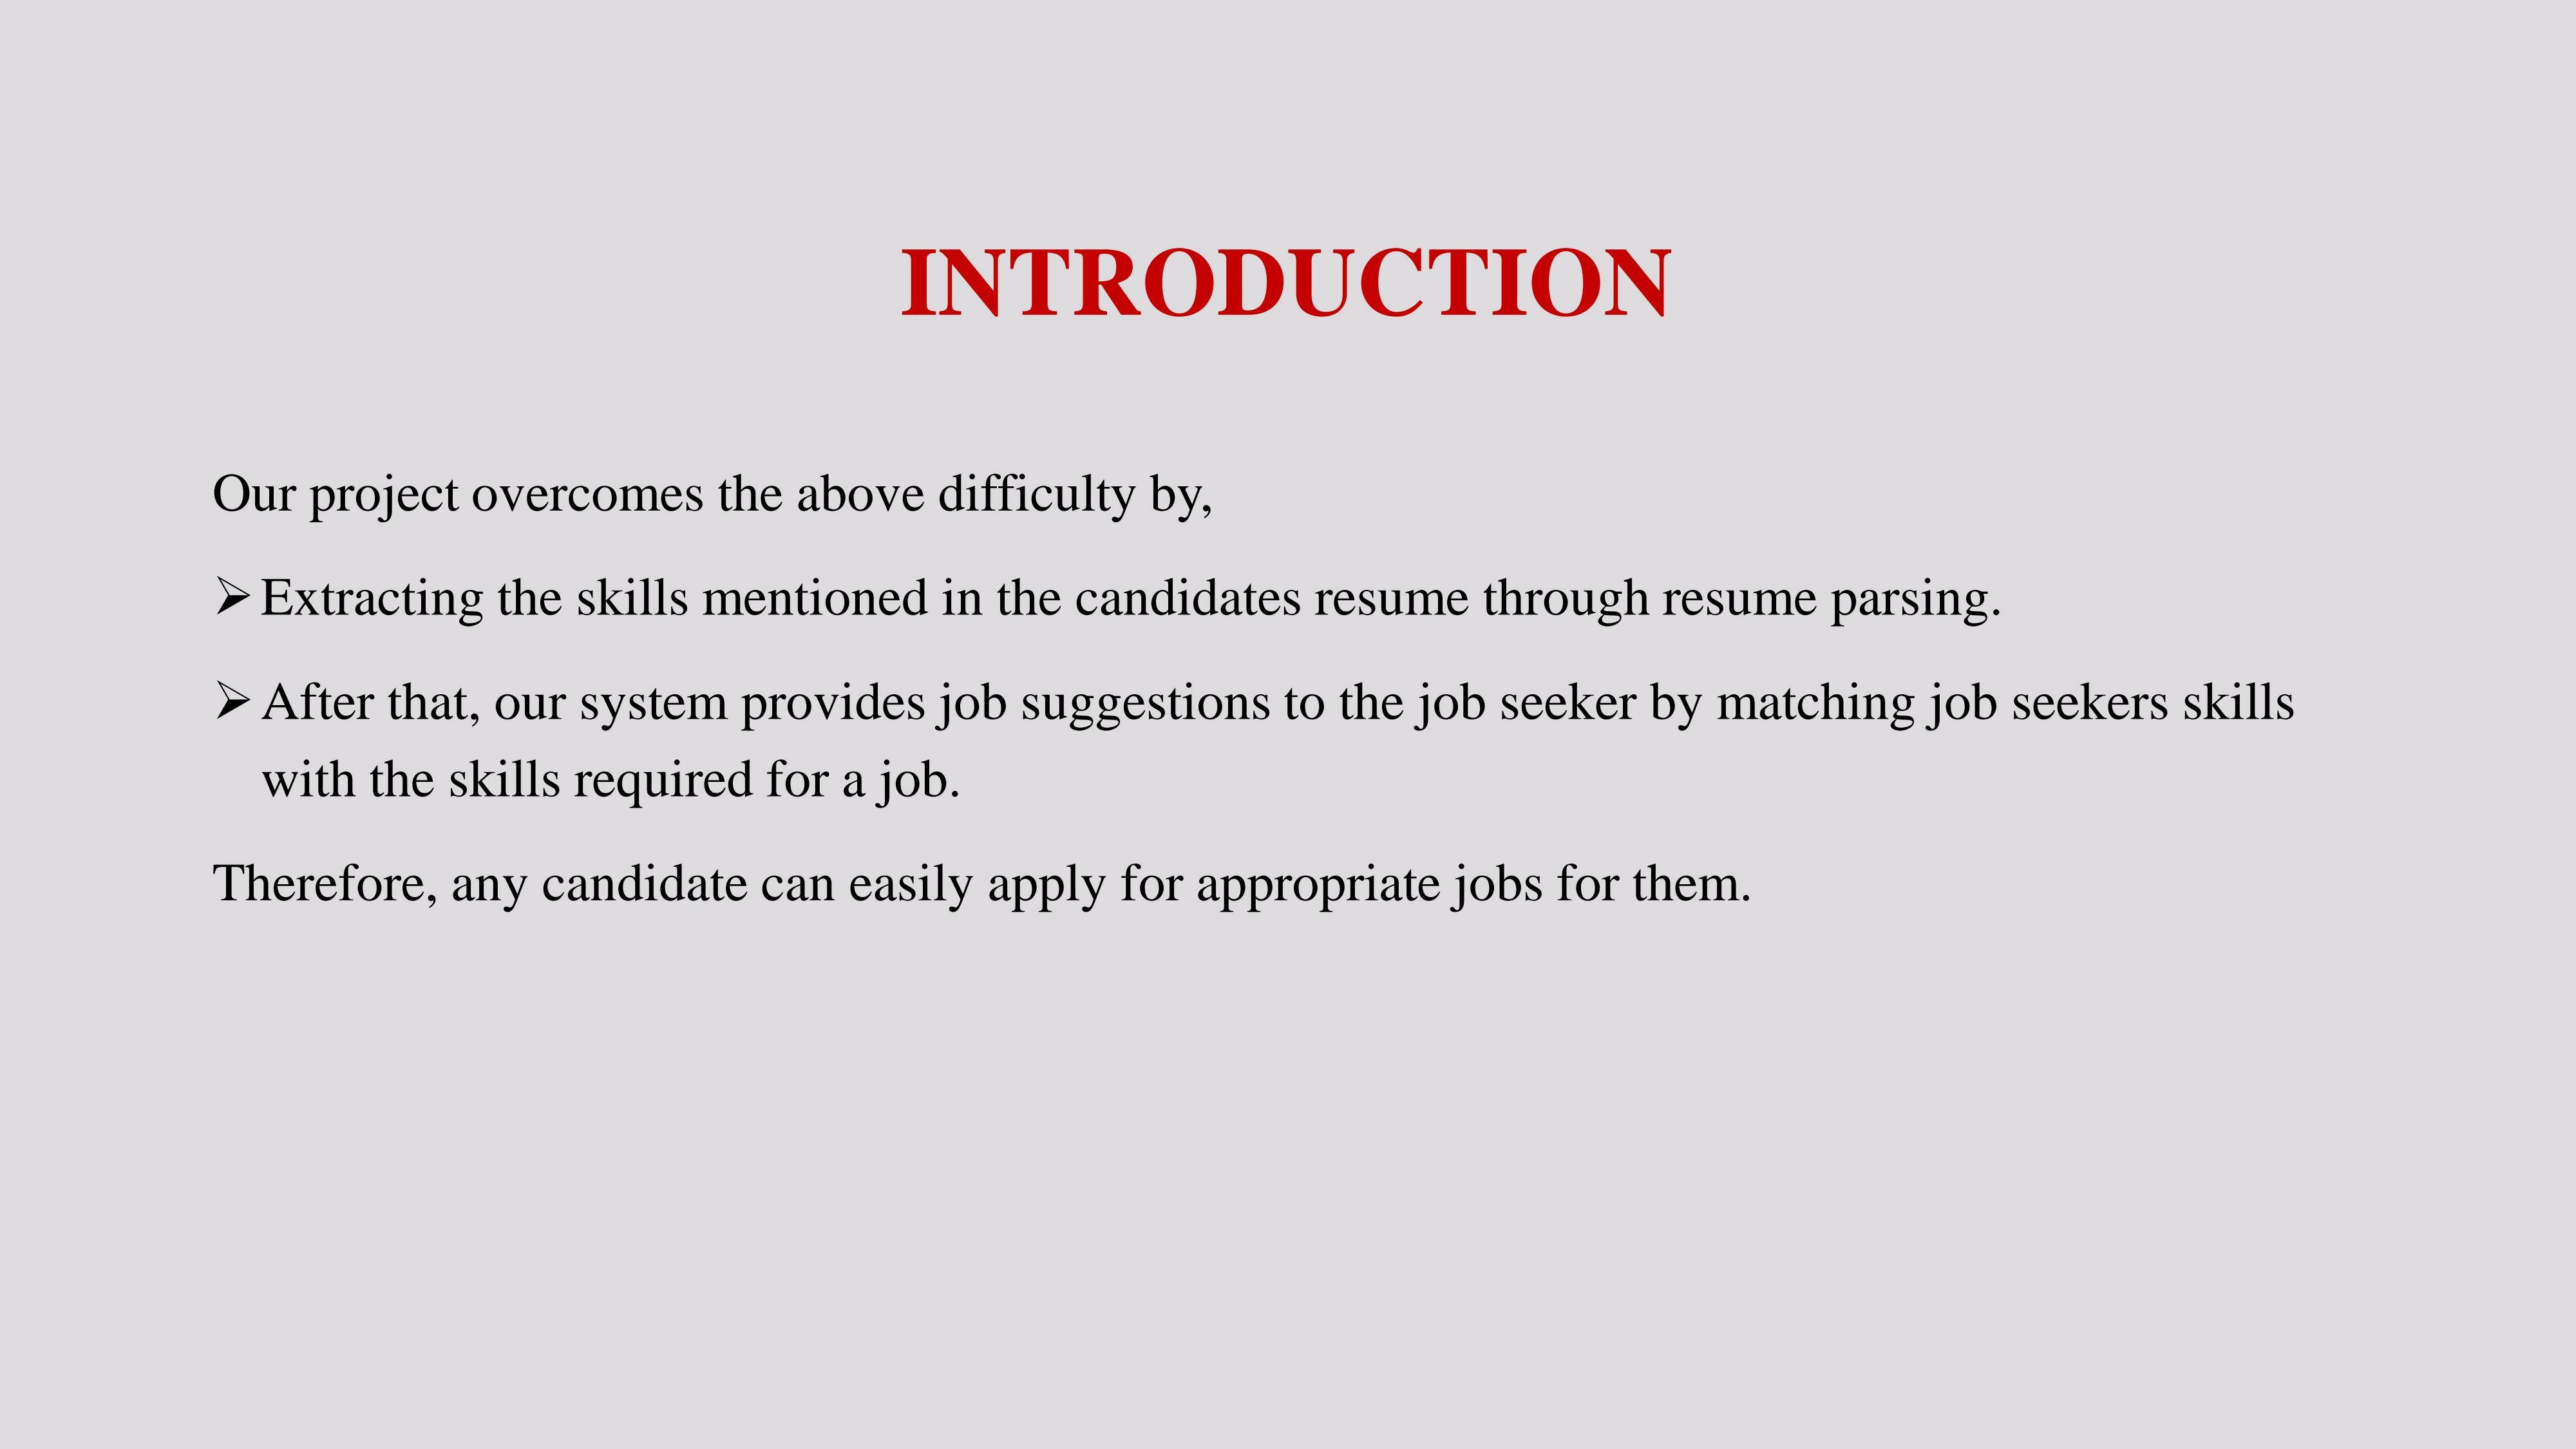 INTRODUCTION
Our project overcomes the above difficulty by,
➢ Extracting the skills mentioned in the candidates resume through resume parsing.
➢ After that, our system provides job suggestions to the job seeker by matching job seekers skills
with the skills required for a job.
Therefore, any candidate can easily apply for appropriate jobs for them.